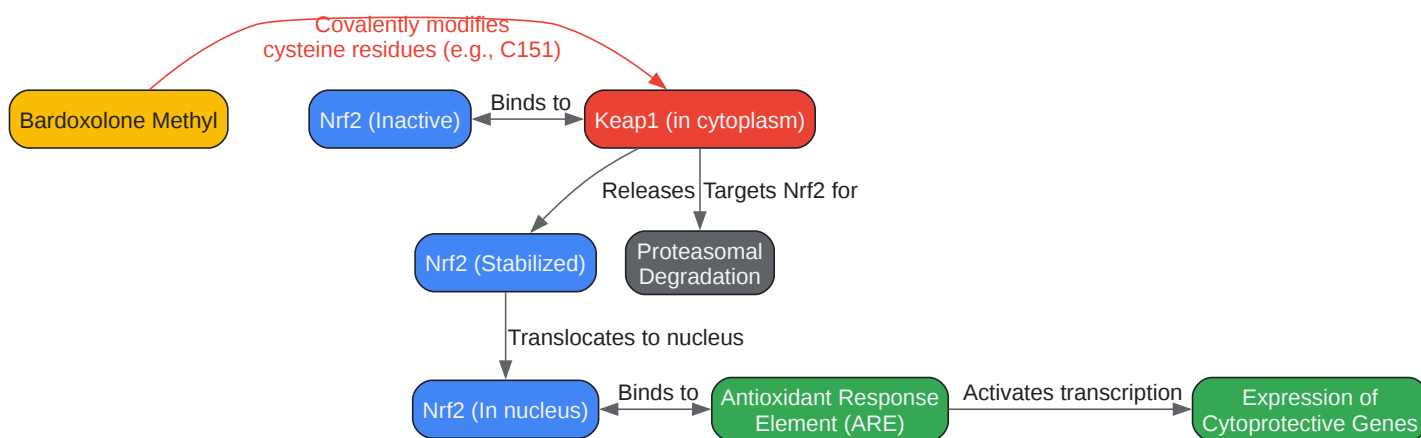 Covalently modifies
cysteine residues (e.g., C151)
Bardoxolone Methyl
Nrf2 (Inactive)
Binds to
Keap1 (in cytoplasm)
Releases
Targets Nrf2 for
Nrf2 (Stabilized)
Proteasomal
Degradation
Translocates to nucleus
Nrf2 (In nucleus)
Binds to
Antioxidant Response
Element (ARE)
Activates transcription
Expression of
Cytoprotective Genes